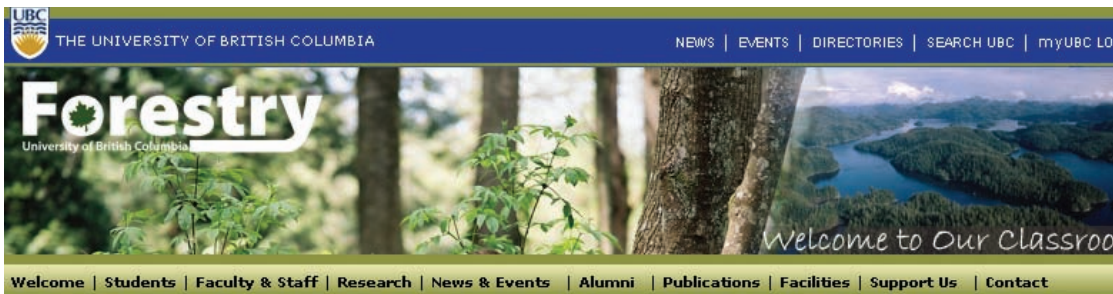 UBC
THE UNIVERSITY OF BRITISH COLUMBIA
NEWS | EVENTS | DIRECTORIES | SEARCH UBC | myUBC LO
Forestry
University of British Columbia
Welcome to Our Classroo
Welcome | Students | Faculty & Staff | Research | News & Events | Alumni | Publications | Facilities | Support Us | Contact